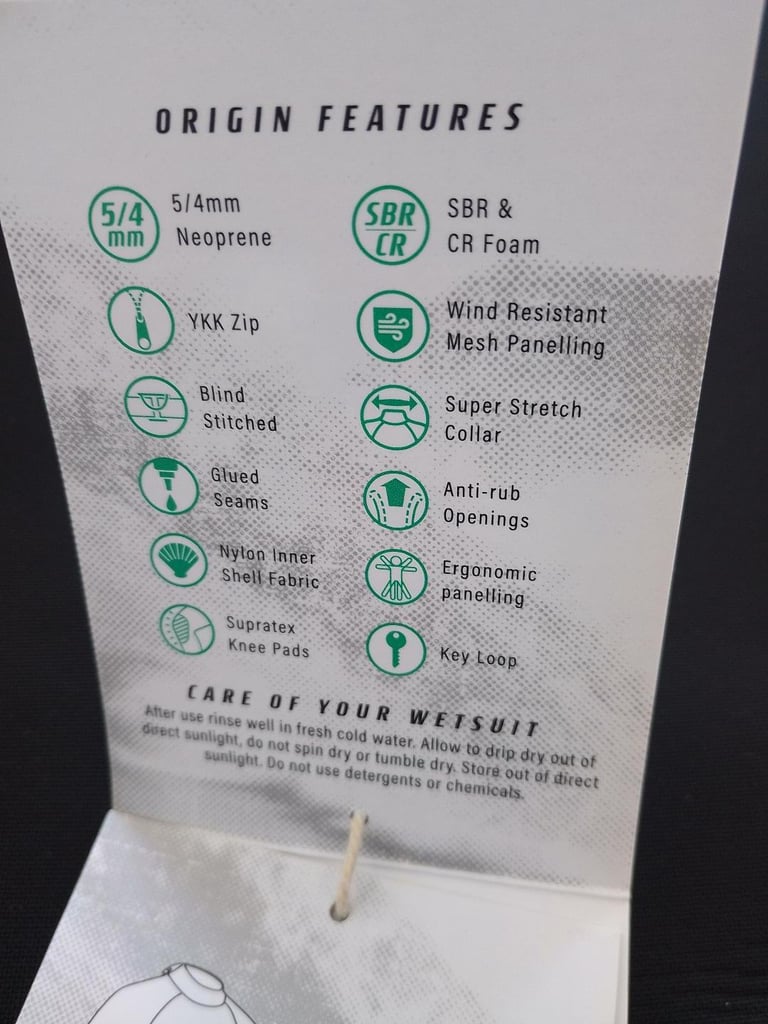 ORIGIN FEATURES
5/4
mm
5/4mm
Neoprene
SBR
CR
SBR &
CR Foam
YKK Zip
Wind Resistant
Mesh Panelling
Blind
Stitched
Super Stretch
Collar
Glued
Seams
Anti-rub
Openings
Nylon Inner
Shell Fabric
Ergonomic
panelling
Supratex
Knee Pads
Key Loop
CARE OF YOUR WETSUIT
After use rinse well in fresh cold water. Allow to drip dry out of
direct sunlight, do not spin dry or tumble dry. Store out of direct
sunlight. Do not use detergents or chemicals.